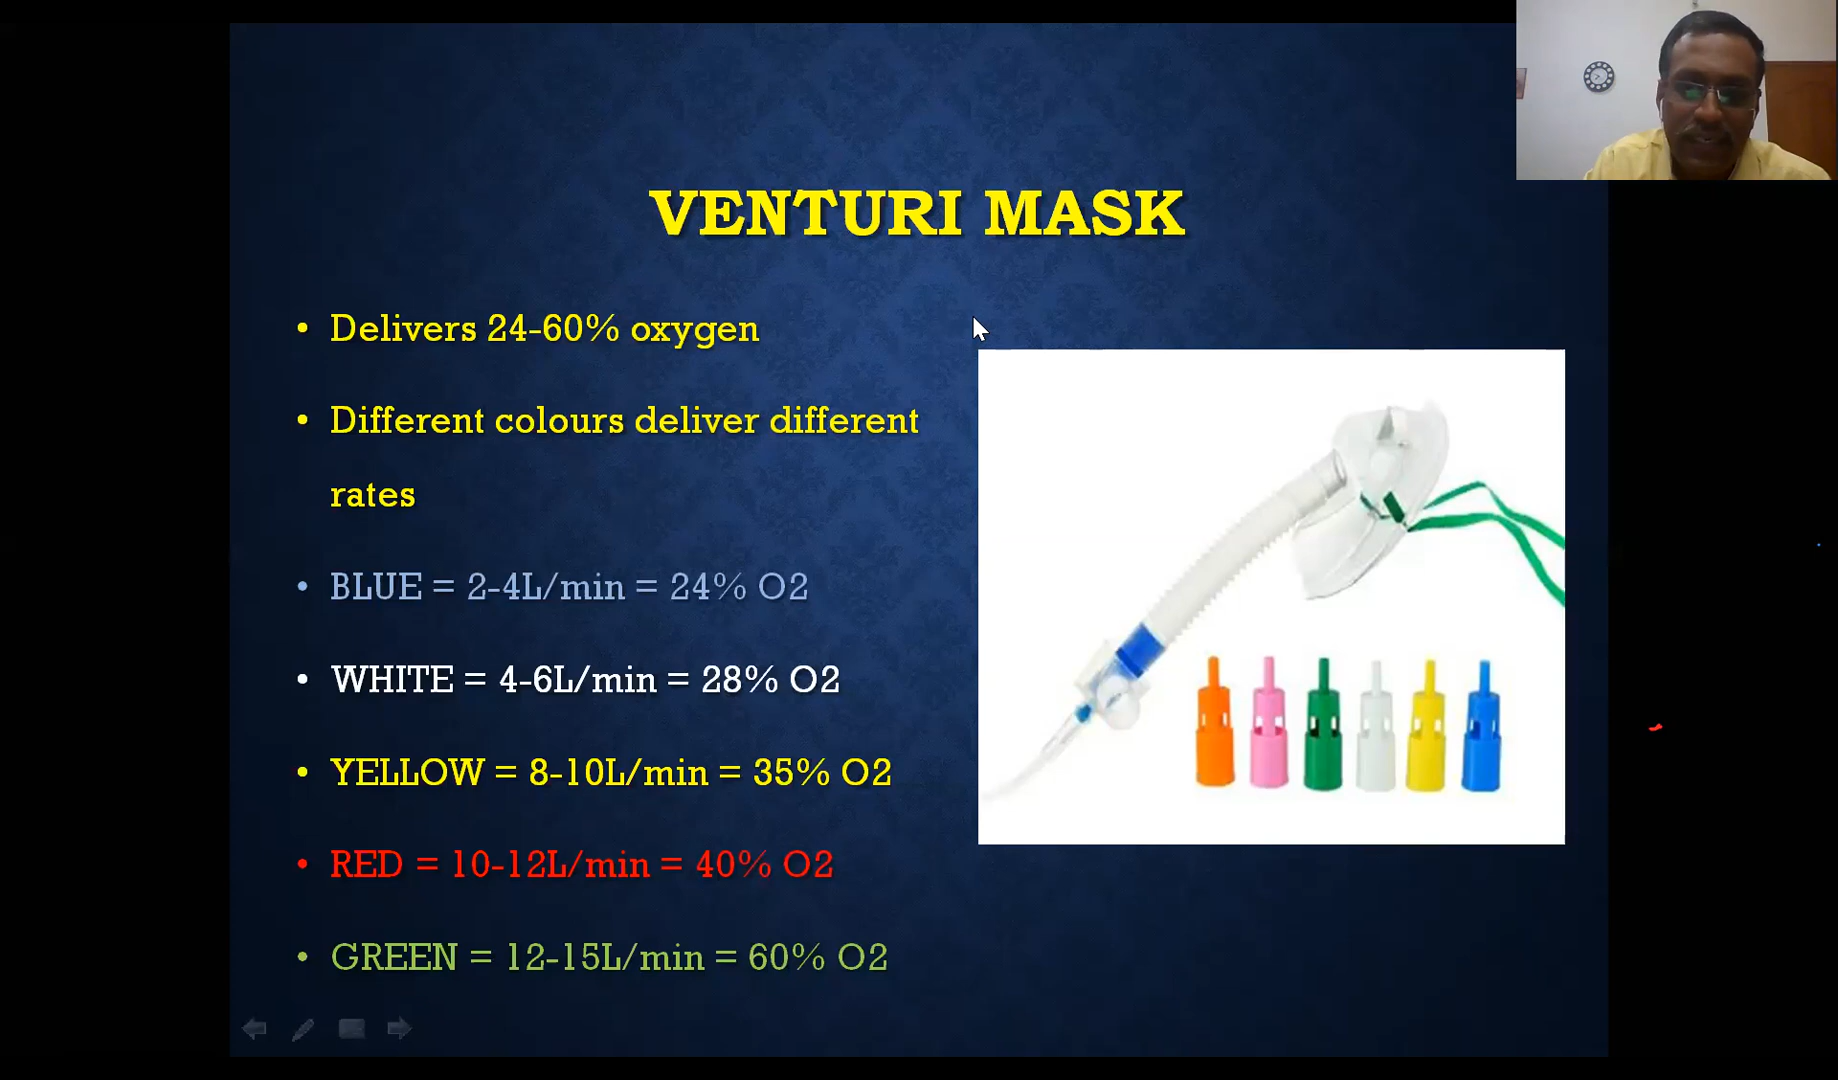 VENTURI MASK
• Delivers 24-60% oxygen
• Different colours deliver different
rates
• BLUE = 2-4L/min = 24% O2
• WHITE = 4-6L/min = 28% O2
• YELLOW = 8-10L/min = 35% O2
• RED = 10-12L/min = 40% O2
• GREEN = 12-15L/min = 60% O2